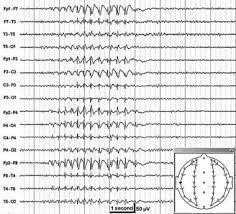 Fp1-F7
F7-T3
T3-T5
T5-O1
Fp1-F3
F3-C3
C3-P3
P3-O1
Fp2-F4
F4-C4
C4-P4
P4-O2
Fp2-F8
F8-T4
T4-T6
T6-O2
1 second 50 µV